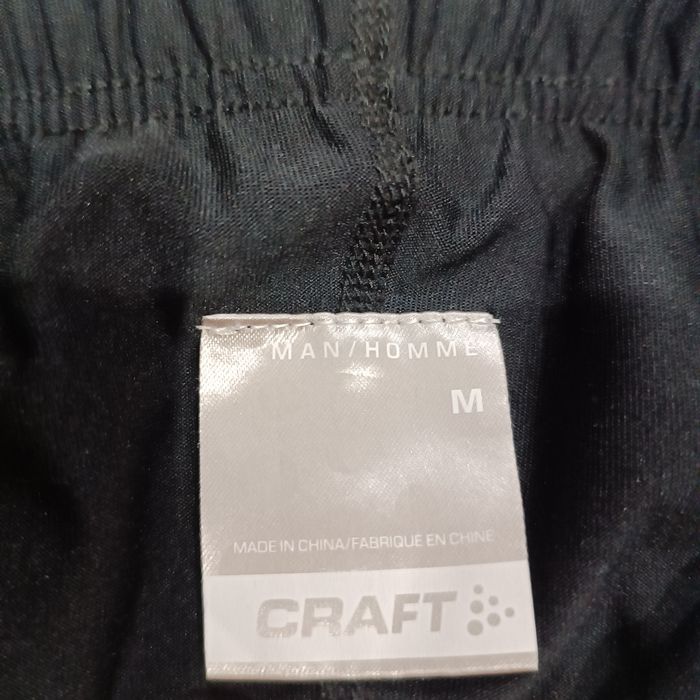 MAN/HOMME
M
MADE IN CHINA/FABRIQUE EN CHINE
CRAFT